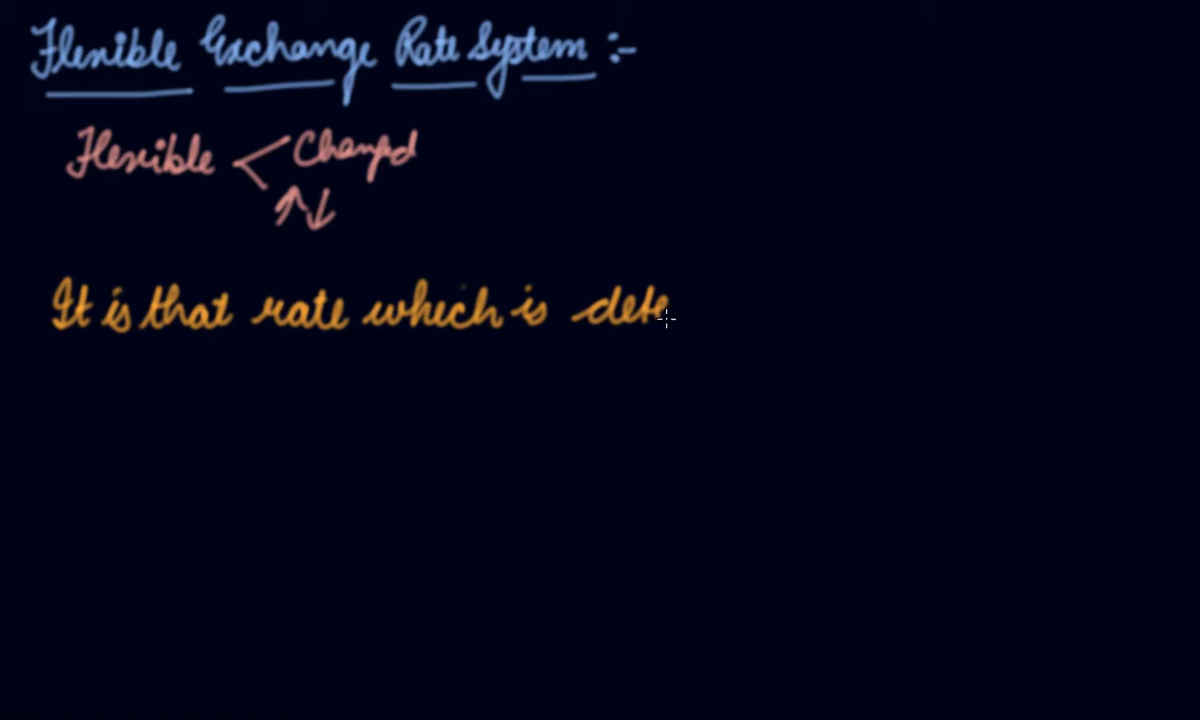 Flexible Exchange Rate System :-
Flexible < Changed
↑↓
It is that rate which is dete